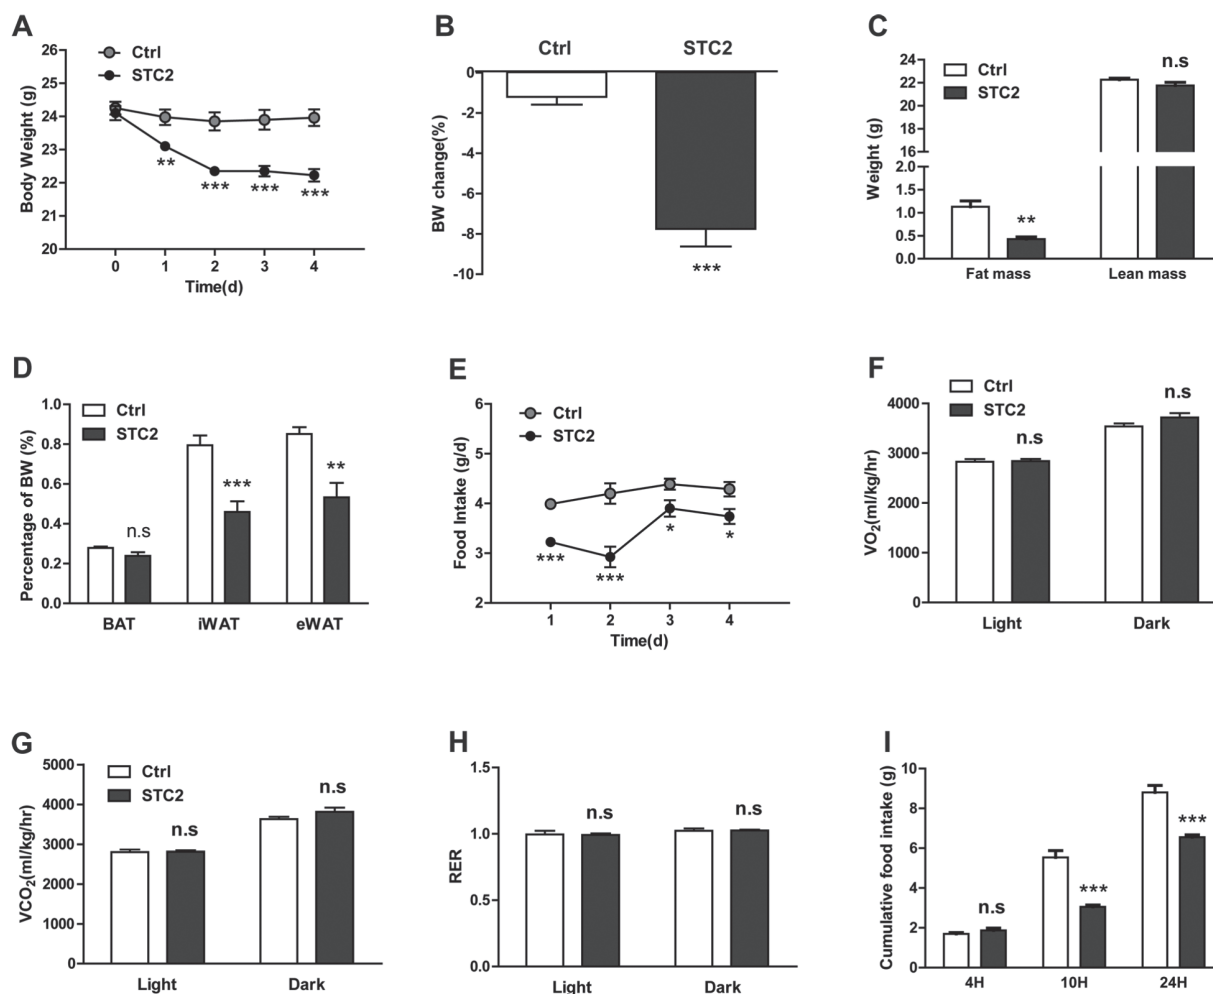 A
Ctrl
STC2
Body Weight (g)
26
25
24
23
22
21
20
**
***
***
***
0 1 2 3 4
Time(d)
B
Ctrl STC2
BW change(%)
0
-2
-4
-6
-8
-10
***
C
Ctrl
STC2
Weight (g)
24
22
20
18
16
14
2.0
1.5
1.0
0.5
0.0
**
n.s
Fat mass Lean mass
D
Ctrl
STC2
Percentage of BW (%)
1.0
0.8
0.6
0.4
0.2
0.0
n.s
***
**
BAT iWAT eWAT
E
Ctrl
STC2
Food Intake (g/d)
6
5
4
3
2
***
***
*
*
1 2 3 4
Time(d)
F
Ctrl
STC2
VO2(ml/kg/hr)
4000
3000
2000
1000
0
n.s
n.s
Light Dark
G
Ctrl
STC2
VCO2(ml/kg/hr)
5000
4000
3000
2000
1000
0
n.s
n.s
Light Dark
H
RER
1.5
1.0
0.5
0.0
n.s
n.s
Light Dark
I
Ctrl
STC2
Cumulative food intake (g)
10
8
6
4
2
0
n.s
***
***
4H 10H 24H